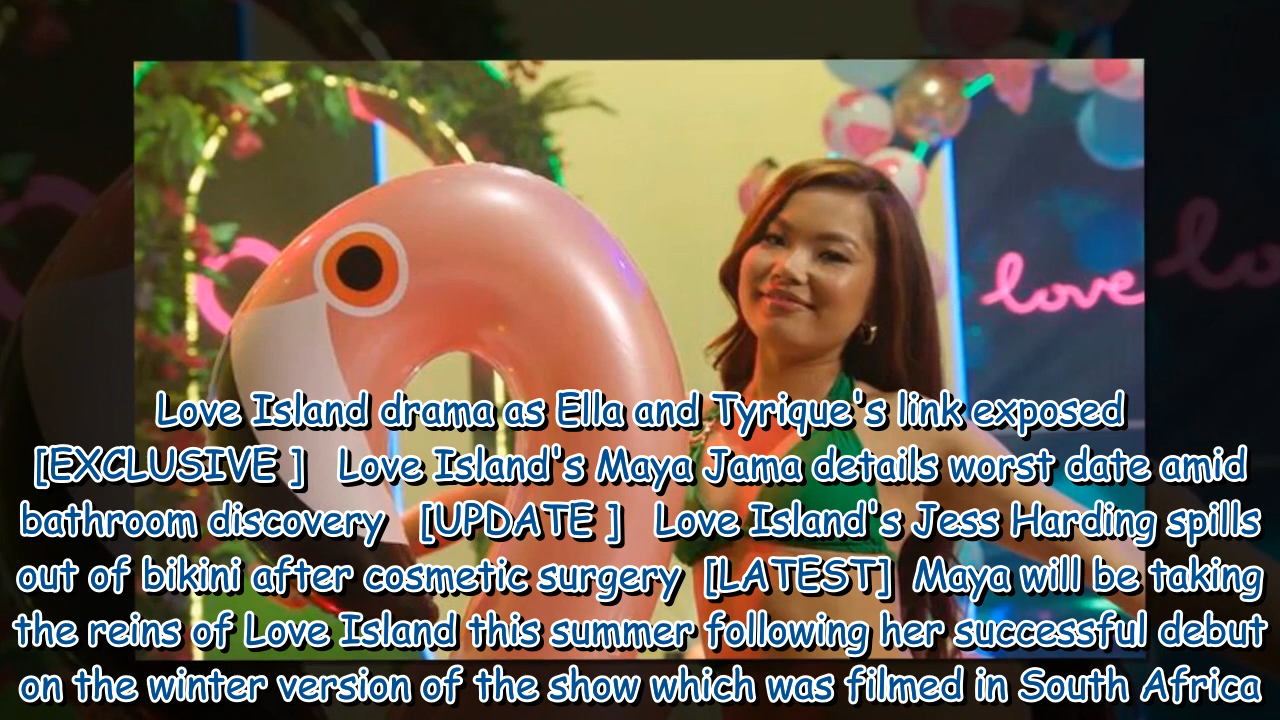 love
lo
Love Island drama as Ella and Tyrique's link exposed
[EXCLUSIVE ] Love Island's Maya Jama details worst date amid
bathroom discovery [UPDATE ] Love Island's Jess Harding spills
out of bikini after cosmetic surgery [LATEST] Maya will be taking
the reins of Love Island this summer following her successful debut
on the winter version of the show which was filmed in South Africa